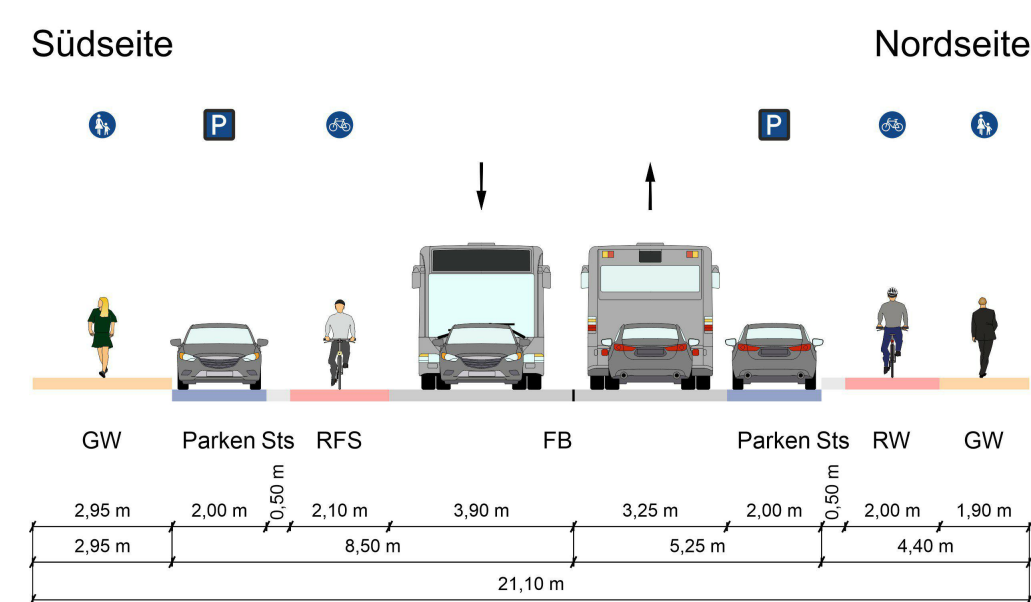 Südseite Nordseite
P P
GW Parken Sts RFS FB Parken Sts RW GW
2,95 m 2,00 m 0,50 m 2,10 m 3,90 m 3,25 m 2,00 m 0,50 m 2,00 m 1,90 m
2,95 m 8,50 m 5,25 m 4,40 m
21,10 m